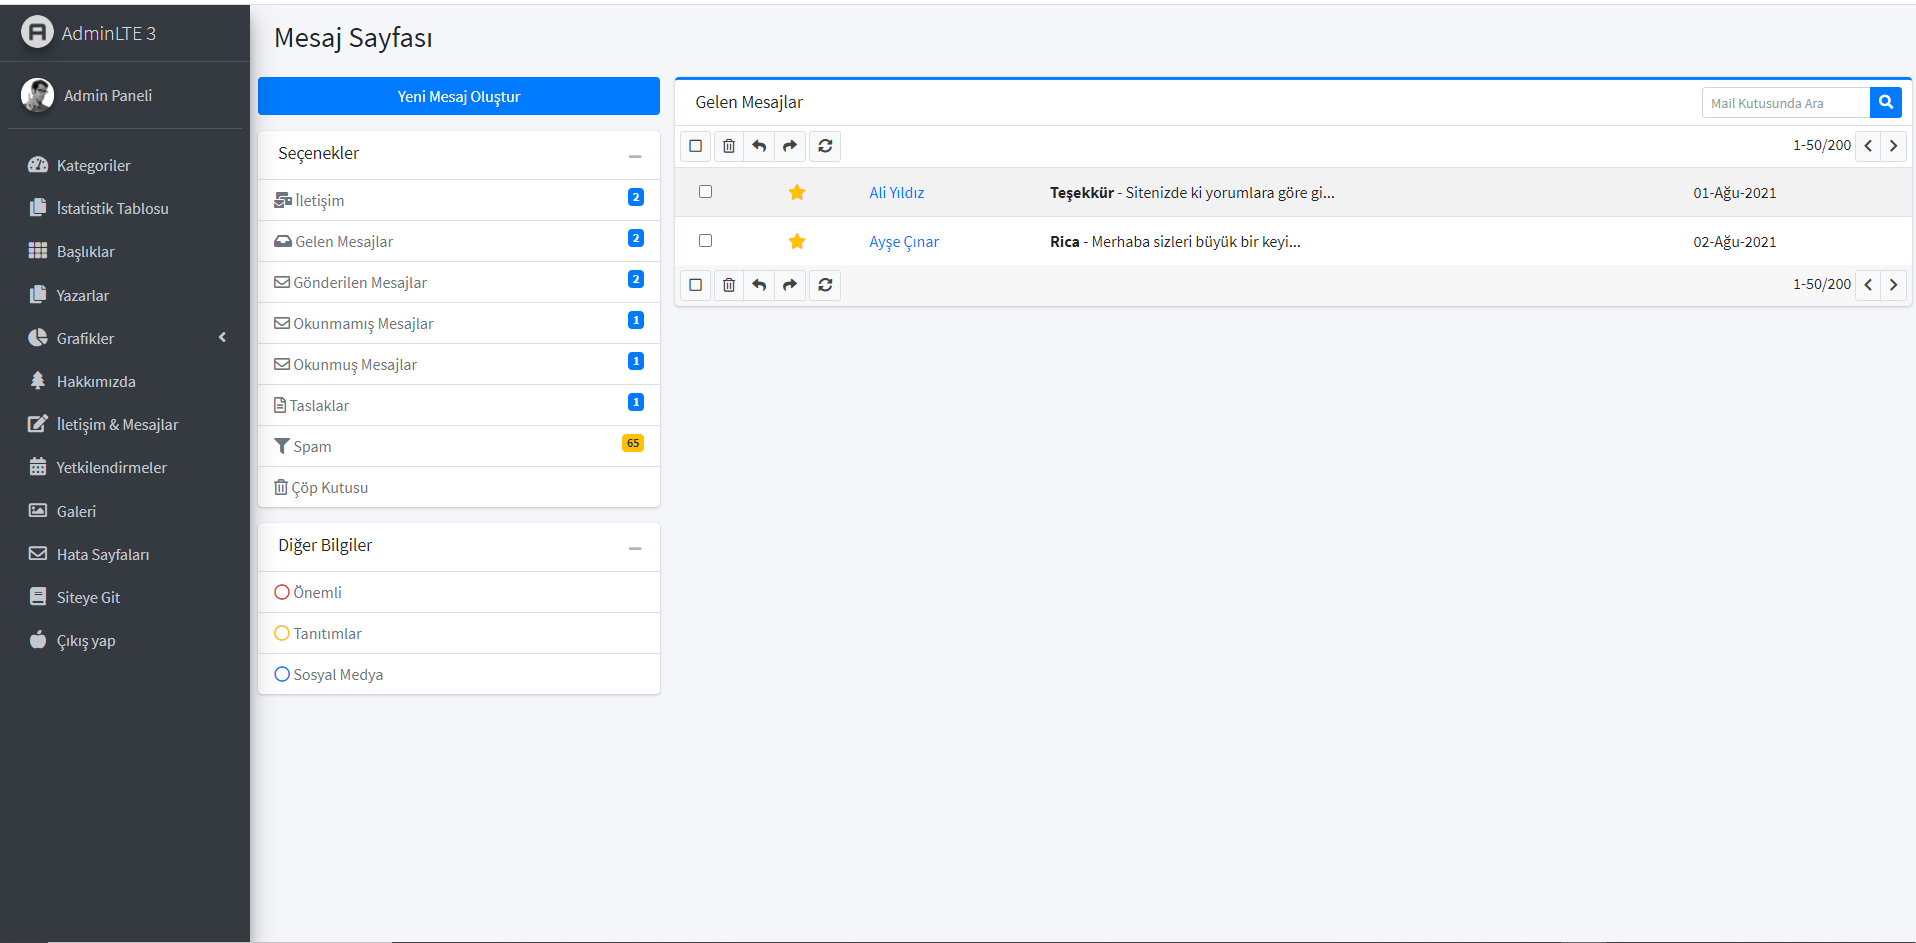 AdminLTE 3
Admin Paneli
Kategoriler
İstatistik Tablosu
Başlıklar
Yazarlar
Grafikler
Hakkımızda
İletişim & Mesajlar
Yetkilendirmeler
Galeri
Hata Sayfaları
Siteye Git
Çıkış yap
Mesaj Sayfası
Yeni Mesaj Oluştur
Seçenekler
İletişim 2
Gelen Mesajlar 2
Gönderilen Mesajlar 2
Okunmamış Mesajlar 1
Okunmuş Mesajlar 1
Taslaklar 1
Spam 65
Çöp Kutusu
Diğer Bilgiler
Önemli
Tanıtımlar
Sosyal Medya
Gelen Mesajlar Mail Kutusunda Ara
1-50/200
Ali Yıldız Teşekkür - Sitenizde ki yorumlara göre gi... 01-Ağu-2021
Ayşe Çınar Rica - Merhaba sizleri büyük bir keyi... 02-Ağu-2021
1-50/200